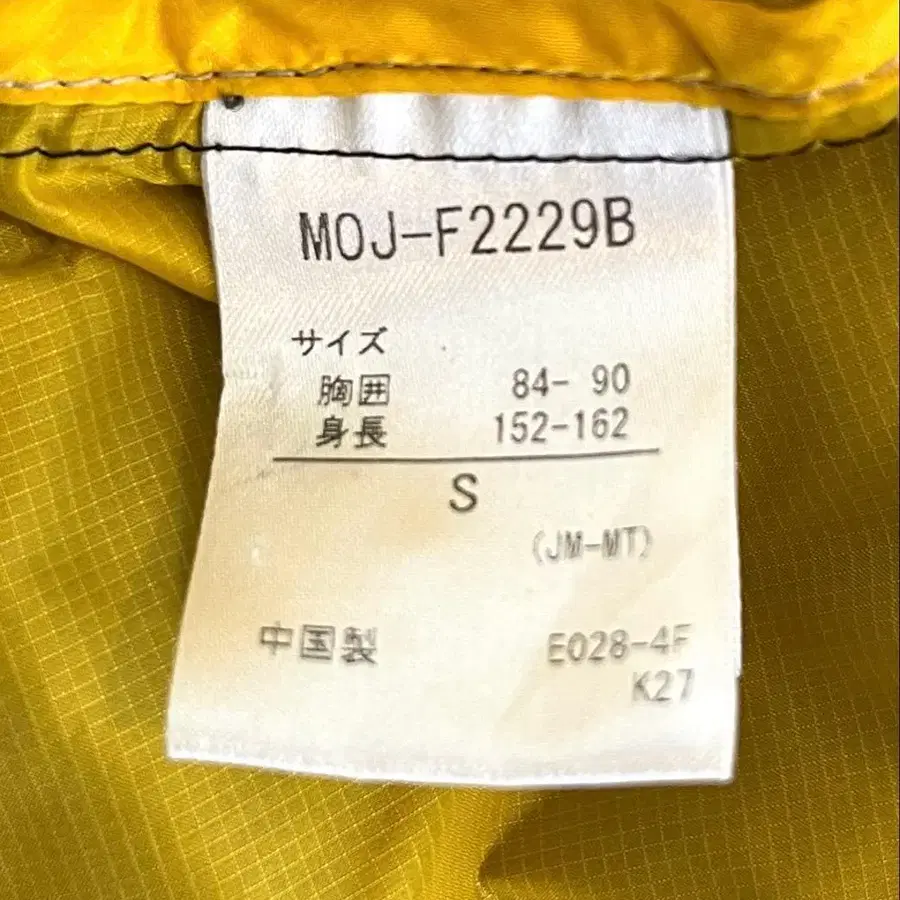 MOJ-F2229B
サイズ
胸囲 84- 90
身長 152-162
S
(JM-MT)
中国製 E028-4F
K27